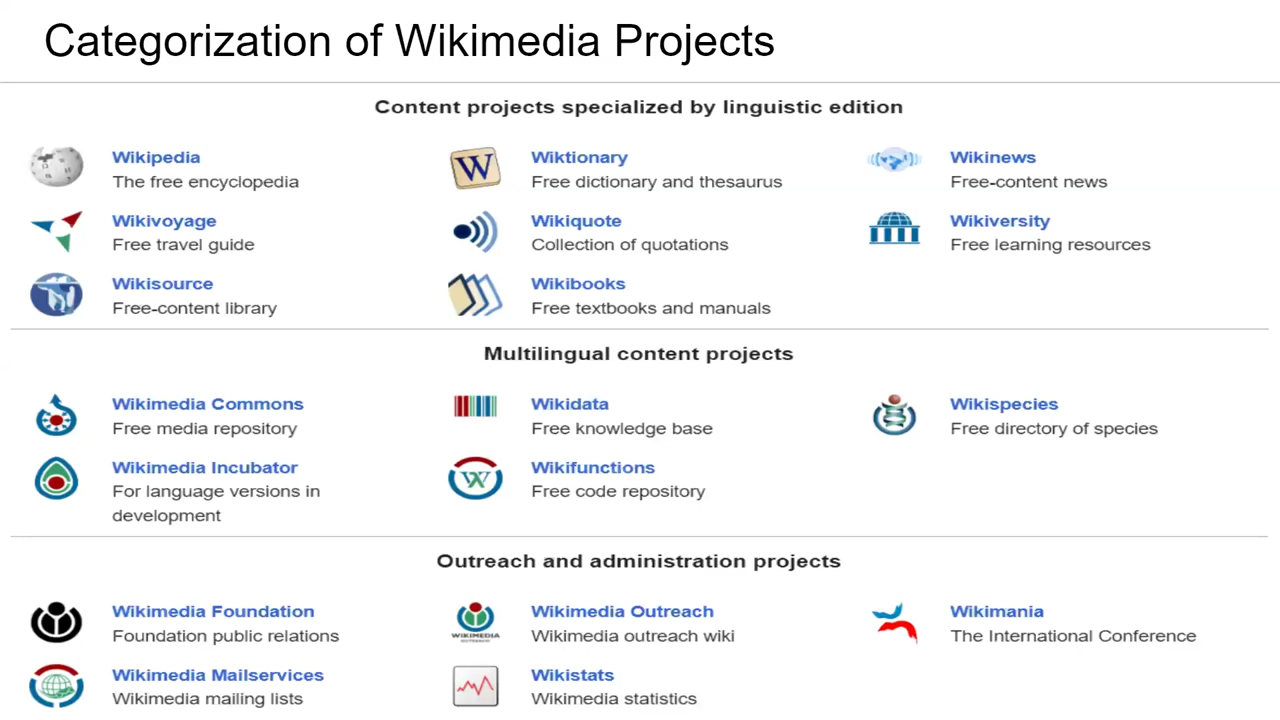 Categorization of Wikimedia Projects
Content projects specialized by linguistic edition
Wikipedia
The free encyclopedia
Wiktionary
Free dictionary and thesaurus
Wikinews
Free-content news
Wikivoyage
Free travel guide
Wikiquote
Collection of quotations
Wikiversity
Free learning resources
Wikisource
Free-content library
Wikibooks
Free textbooks and manuals
Multilingual content projects
Wikimedia Commons
Free media repository
Wikidata
Free knowledge base
Wikispecies
Free directory of species
Wikimedia Incubator
For language versions in
development
Wikifunctions
Free code repository
Outreach and administration projects
Wikimedia Foundation
Foundation public relations
WIKIMEDIA
OUTREACH
Wikimedia Outreach
Wikimedia outreach wiki
Wikimania
The International Conference
Wikimedia Mailservices
Wikimedia mailing lists
Wikistats
Wikimedia statistics